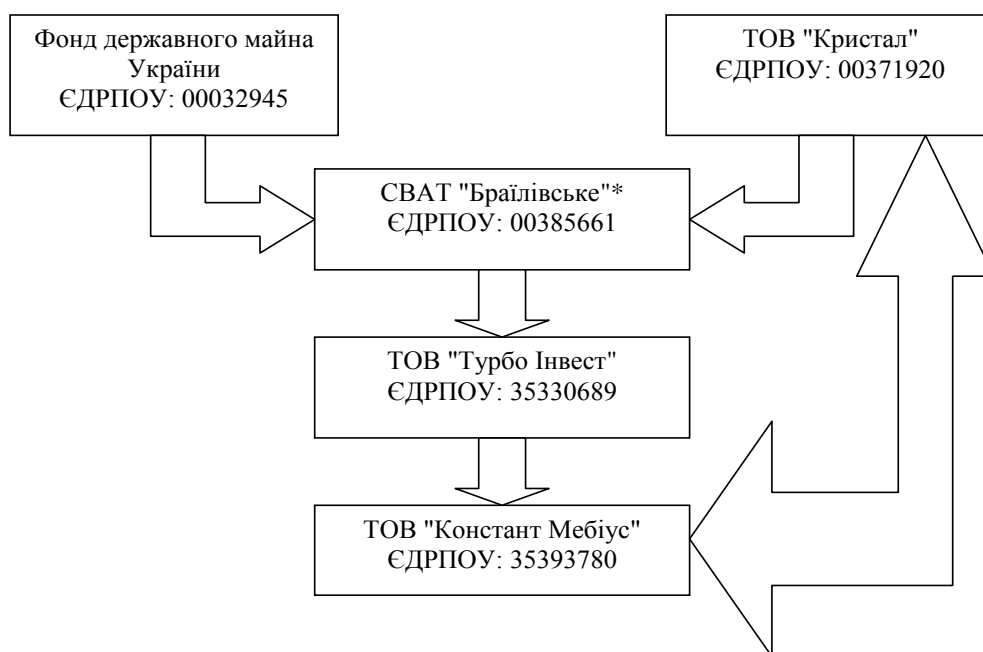 Фонд державного майна
України
ЄДРПОУ: 00032945
ТОВ "Кристал"
ЄДРПОУ: 00371920
СВАТ "Браїлівське"*
ЄДРПОУ: 00385661
ТОВ "Турбо Інвест"
ЄДРПОУ: 35330689
ТОВ "Констант Мебіус"
ЄДРПОУ: 35393780